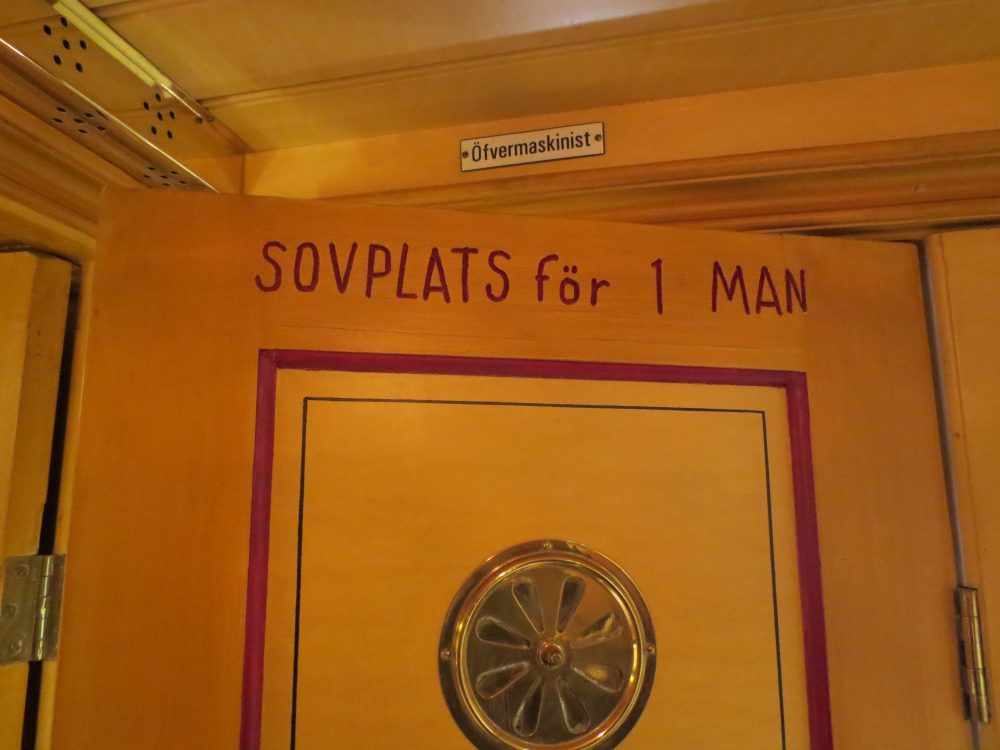 Öfvermaskinist
SOVPLATS för 1 MAN